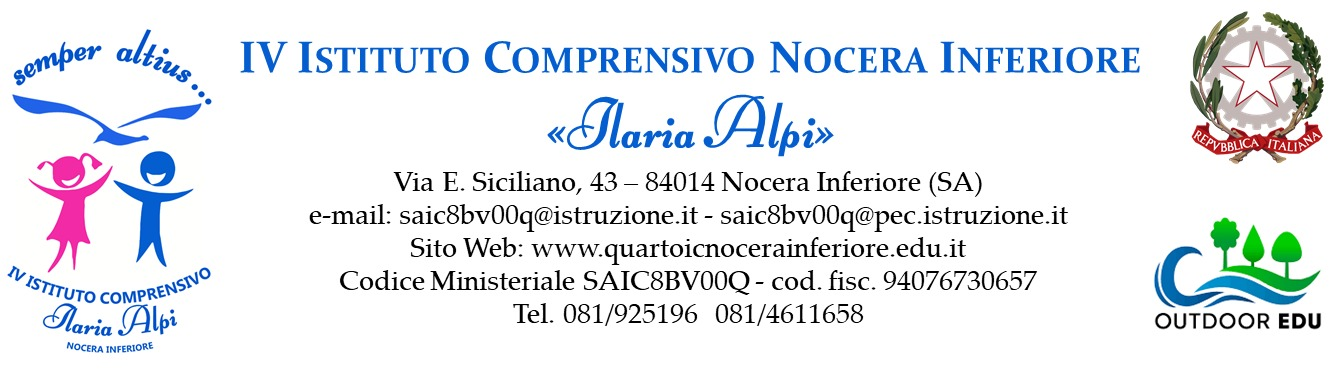 semper altius...
IV ISTITUTO COMPRENSIVO NOCERA INFERIORE
«Ilaria Alpi»
Via E. Siciliano, 43 – 84014 Nocera Inferiore (SA)
e-mail: saic8bv00q@istruzione.it - saic8bv00q@pec.istruzione.it
Sito Web: www.quartoicnocerainferiore.edu.it
Codice Ministeriale SAIC8BV00Q - cod. fisc. 94076730657
Tel. 081/925196 081/4611658
IV ISTITUTO COMPRENSIVO
Ilaria Alpi
NOCERA INFERIORE
REPVBBLICA ITALIANA
OUTDOOR EDU